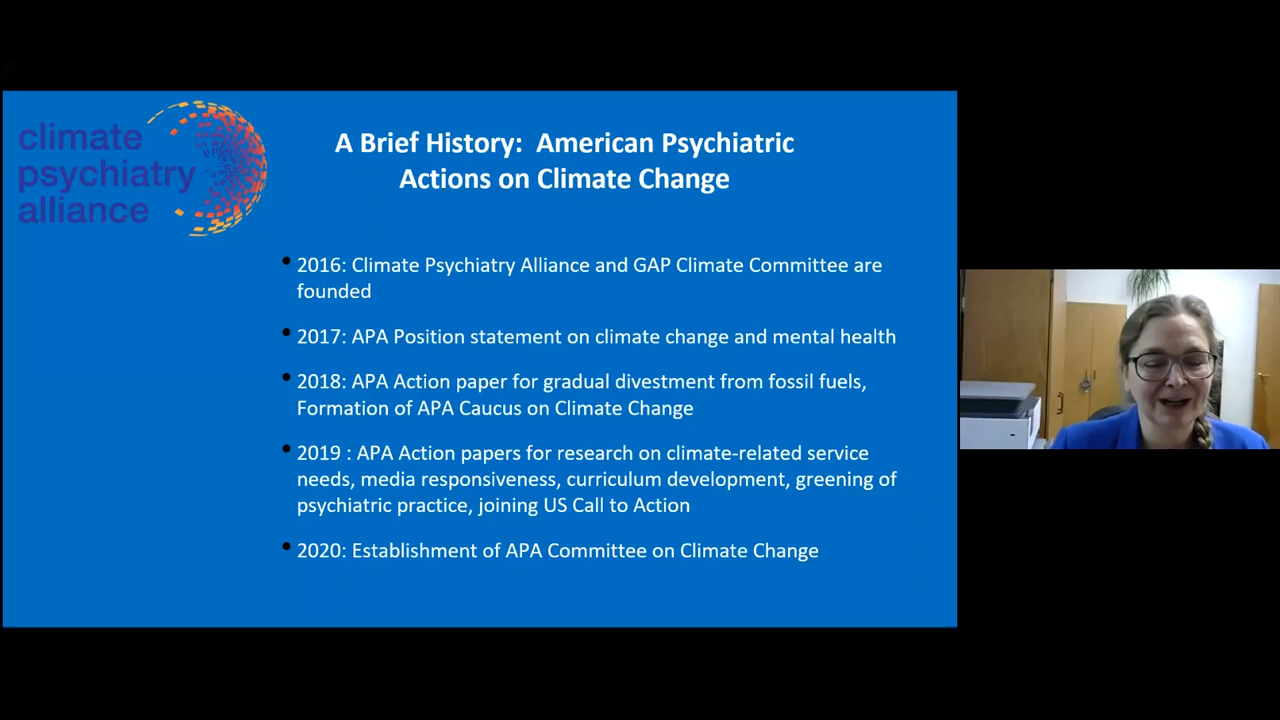 climate
psychiatry
alliance
A Brief History:  American Psychiatric
Actions on Climate Change
• 2016: Climate Psychiatry Alliance and GAP Climate Committee are
founded
• 2017: APA Position statement on climate change and mental health
• 2018: APA Action paper for gradual divestment from fossil fuels,
Formation of APA Caucus on Climate Change
• 2019 : APA Action papers for research on climate-related service
needs, media responsiveness, curriculum development, greening of
psychiatric practice, joining US Call to Action
• 2020: Establishment of APA Committee on Climate Change